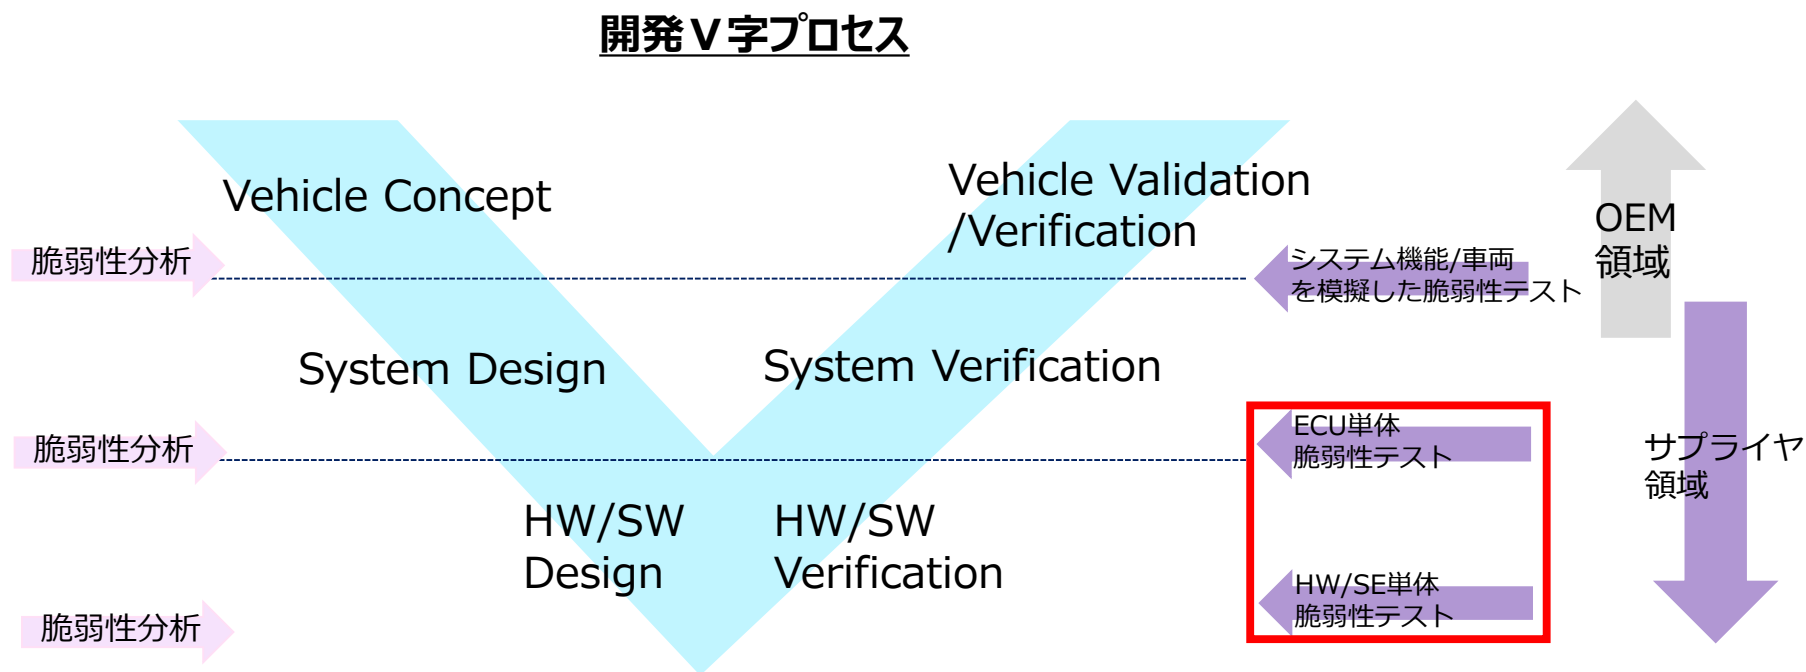 開発Ⅴ字プロセス
Vehicle Concept
Vehicle Validation
/Verification
OEM
領域
脆弱性分析
システム機能/車両
を模擬した脆弱性テスト
System Design
System Verification
脆弱性分析
ECU単体
脆弱性テスト
サプライヤ
領域
HW/SW
Design
HW/SW
Verification
脆弱性分析
HW/SE単体
脆弱性テスト